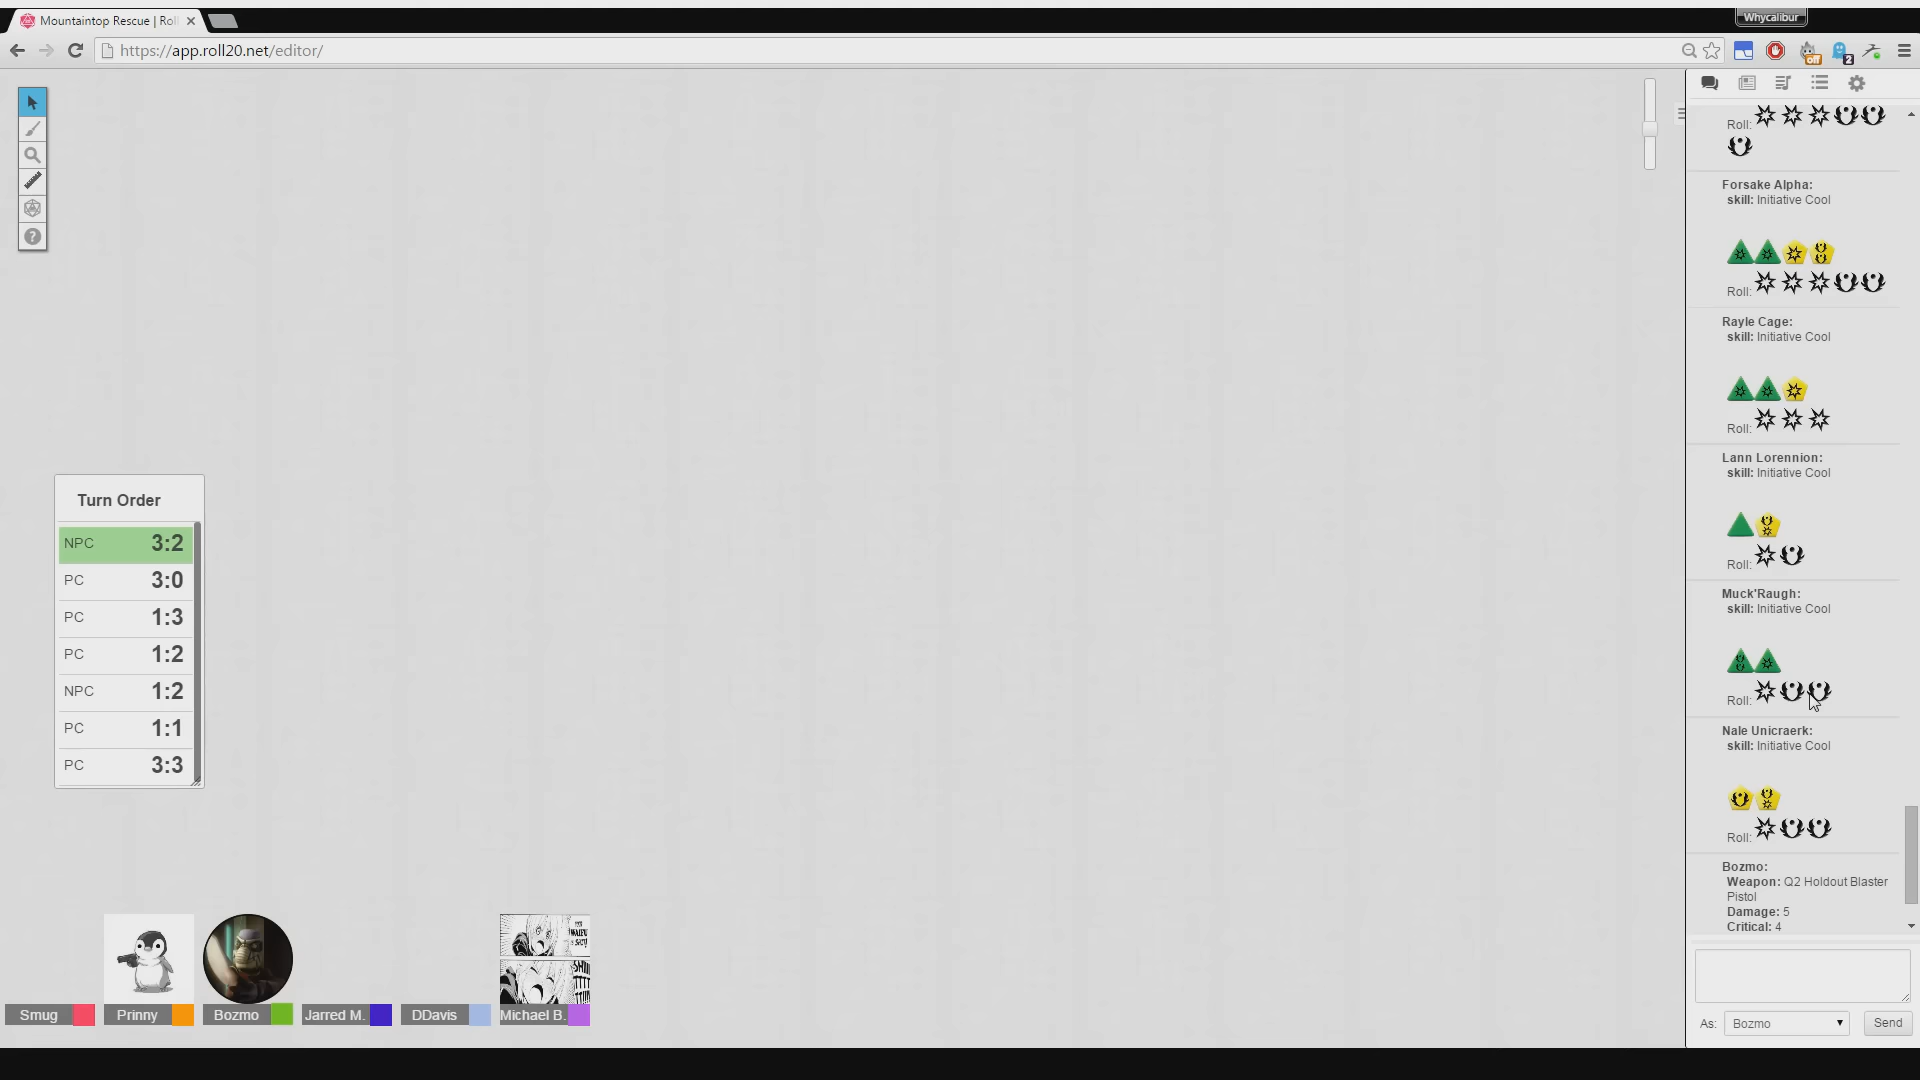 Mountaintop Rescue | Rol
Whycalibur
https://app.roll20.net/editor/
off
2
Roll:
Forsake Alpha:
skill: Initiative Cool
Roll:
Rayle Cage:
skill: Initiative Cool
Roll:
Lann Lorennion:
skill: Initiative Cool
Roll:
Muck'Raugh:
skill: Initiative Cool
Roll:
Nale Unicraerk:
skill: Initiative Cool
Roll:
Bozmo:
Weapon: Q2 Holdout Blaster
Pistol
Damage: 5
Critical: 4
As: Bozmo
Send
Turn Order
NPC 3:2
PC 3:0
PC 1:3
PC 1:2
NPC 1:2
PC 1:1
PC 3:3
Smug
Prinny
Bozmo
Jarred M.
DDavis
Michael B.